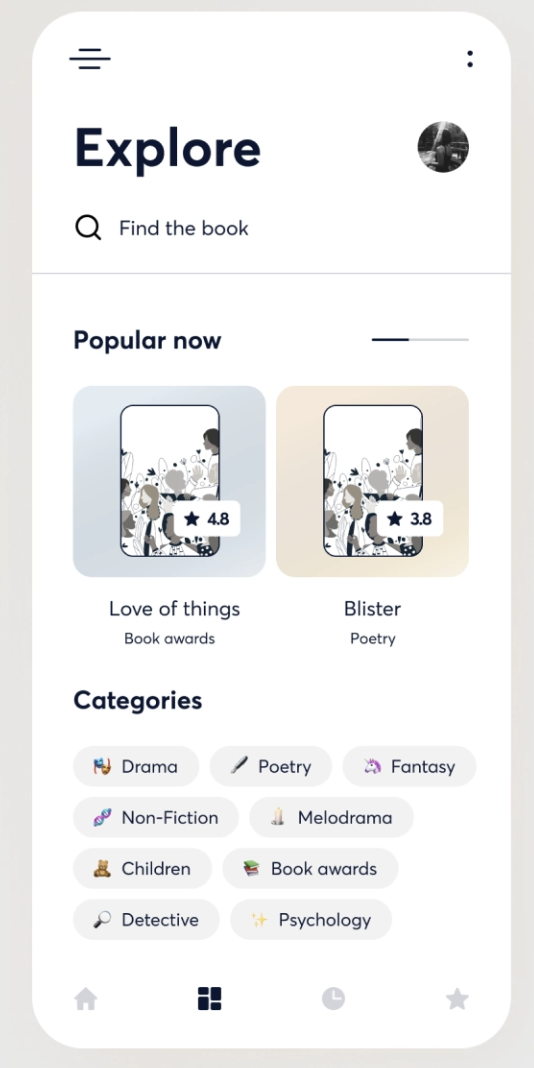 Explore
Find the book
Popular now
4.8
3.8
Love of things
Blister
Book awards
Poetry
Categories
Drama
Poetry
Fantasy
Non-Fiction
Melodrama
Children
Book awards
Detective
Psychology